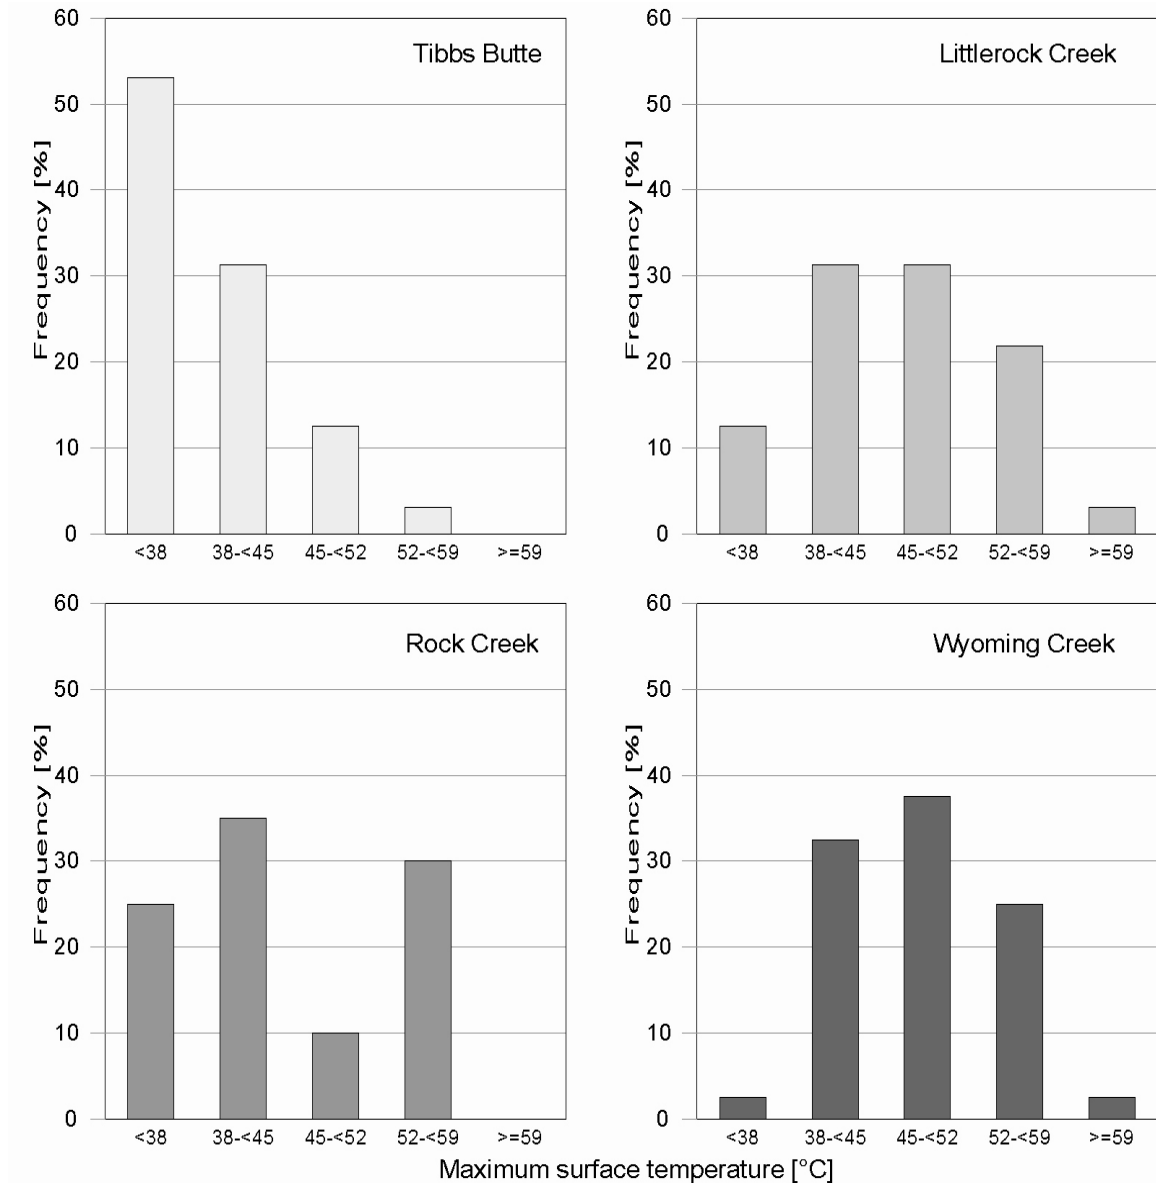 Tibbs Butte
Frequency [%]
60
50
40
30
20
10
0
<38 38-<45 45-<52 52-<59 >=59
Littlerock Creek
Frequency [%]
60
50
40
30
20
10
0
<38 38-<45 45-<52 52-<59 >=59
Rock Creek
Frequency [%]
60
50
40
30
20
10
0
<38 38-<45 45-<52 52-<59 >=59
Wyoming Creek
Frequency [%]
60
50
40
30
20
10
0
<38 38-<45 45-<52 52-<59 >=59
Maximum surface temperature [°C]